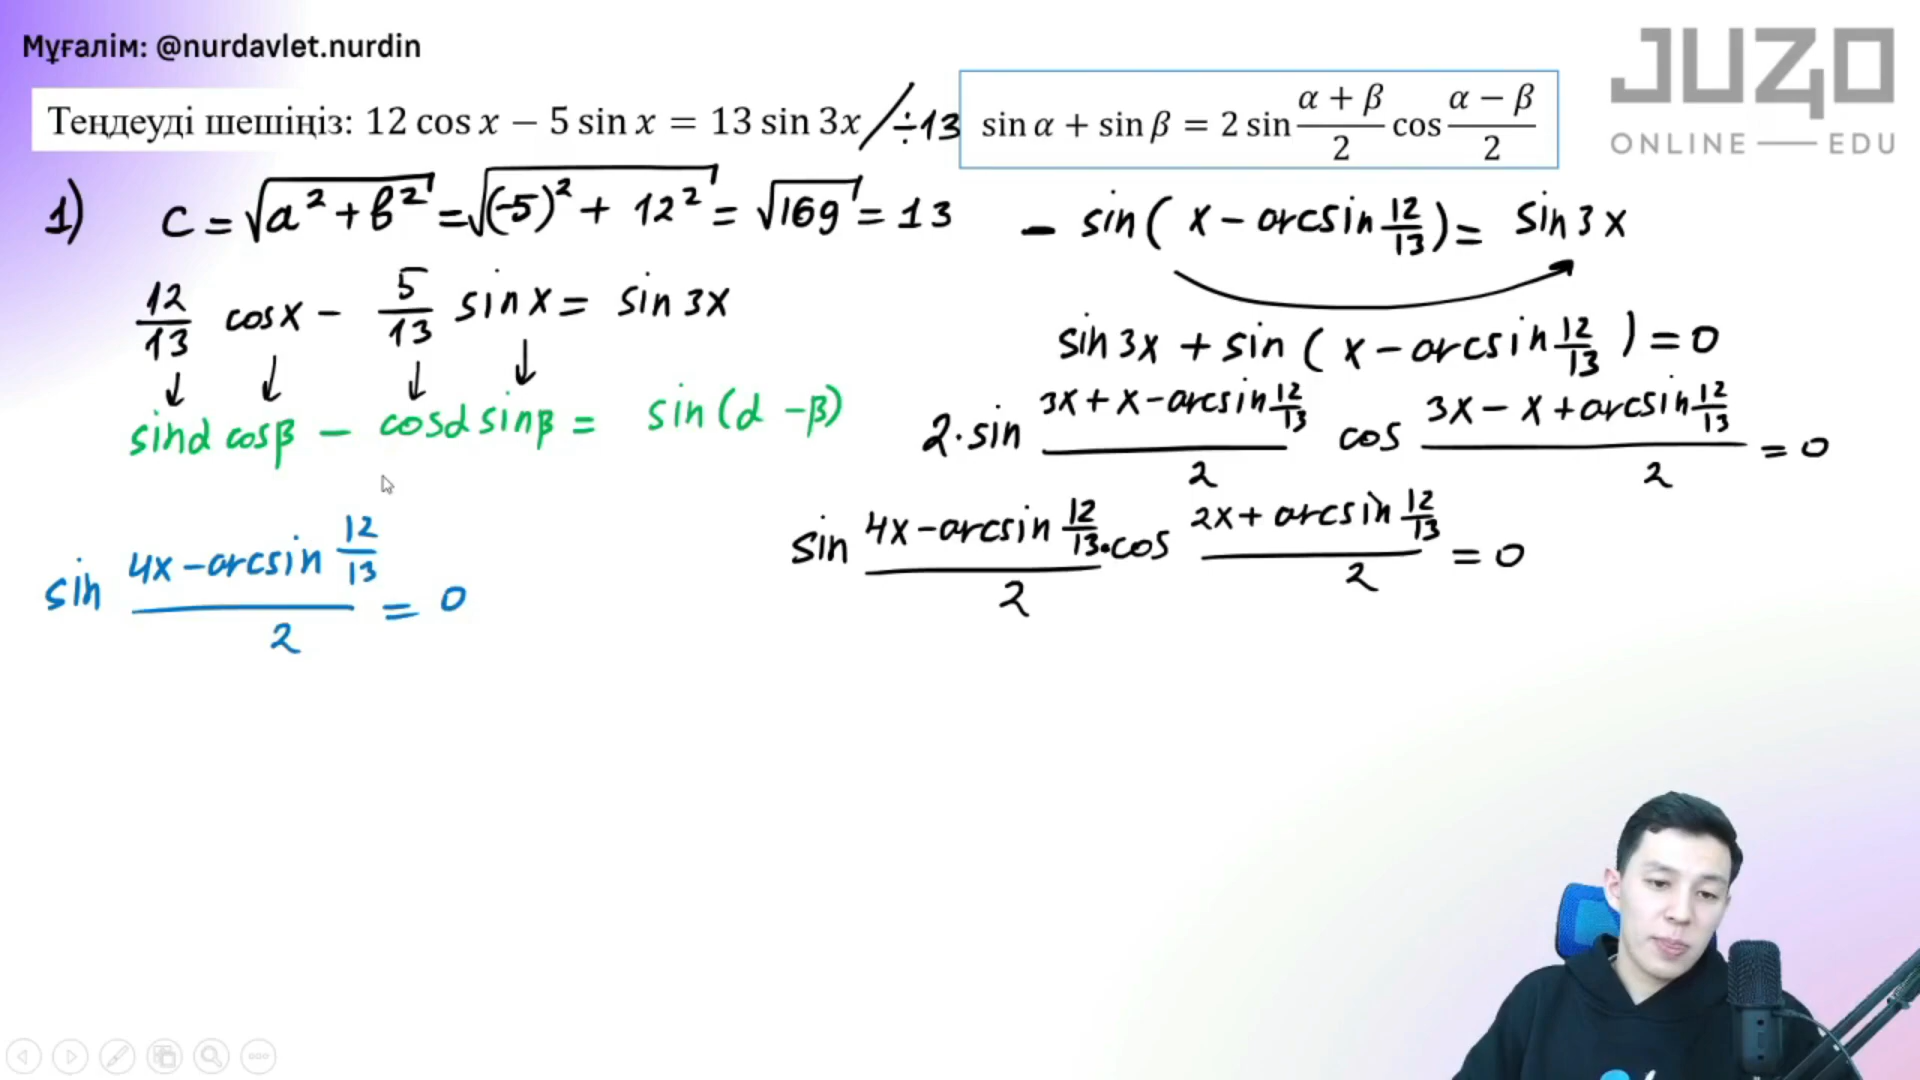 Мұғалім: @nurdavlet.nurdin
JUZ40
ONLINE — EDU
Теңдеуді шешіңіз: 12 cos x − 5 sin x = 13 sin 3x /÷13
sin α + sin β = 2 sin (α + β)/2 cos (α − β)/2
1) c = √(a² + b²) = √((-5)² + 12²) = √169 = 13
12/13 cosx − 5/13 sinx = sin 3x
sinα cosβ − cosα sinβ = sin(α − β)
sin (4x − arcsin 12/13)/2 = 0
− sin(x − arcsin 12/13) = sin 3x
sin 3x + sin(x − arcsin 12/13) = 0
2·sin (3x + x − arcsin 12/13)/2 cos (3x − x + arcsin 12/13)/2 = 0
sin (4x − arcsin 12/13)/2 · cos (2x + arcsin 12/13)/2 = 0